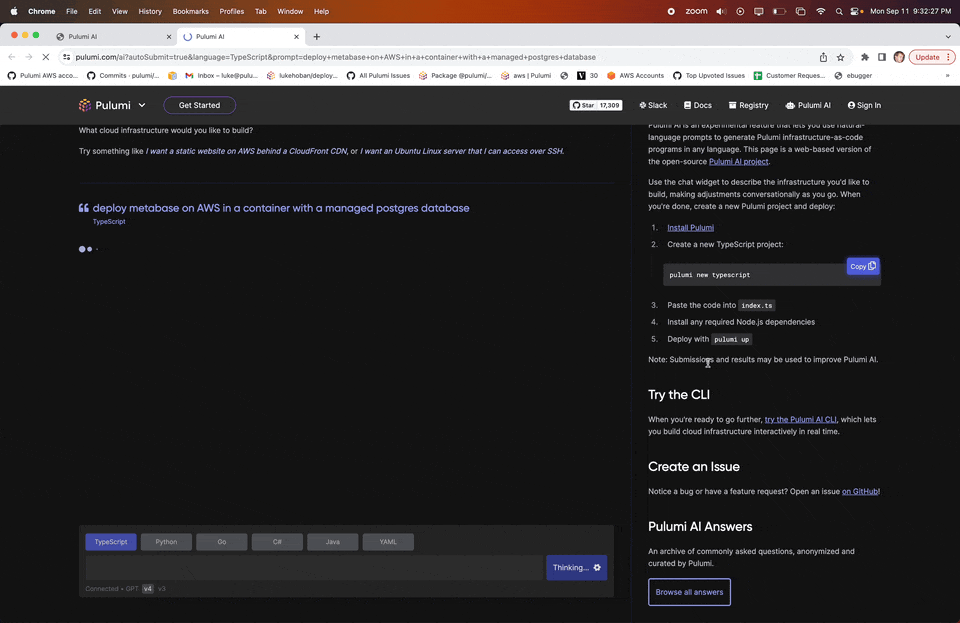 Chrome File Edit View History Bookmarks Profiles Tab Window Help zoom Mon Sep 11 9:32:27 PM
Pulumi AI Pulumi AI
pulumi.com/ai?autoSubmit=true&language=TypeScript&prompt=deploy+metabase+on+AWS+in+a+container+with+a+managed+postgres+database Update
Pulumi AWS acco... Commits · pulumi/... Inbox – luke@pulu... lukehoban/deploy... All Pulumi Issues Package @pulumi/... aws | Pulumi 30 AWS Accounts Top Upvoted Issues Customer Reques... ebugger »
Pulumi Get Started Star 17,309 Slack Docs Registry Pulumi AI Sign In
What cloud infrastructure would you like to build?
Try something like I want a static website on AWS behind a CloudFront CDN, or I want an Ubuntu Linux server that I can access over SSH.
deploy metabase on AWS in a container with a managed postgres database
TypeScript
TypeScript Python Go C# Java YAML
Thinking...
Connected • GPT v4 v3
Pulumi AI is an experimental feature that lets you use natural-
language prompts to generate Pulumi infrastructure-as-code
programs in any language. This page is a web-based version of
the open-source Pulumi AI project.
Use the chat widget to describe the infrastructure you'd like to
build, making adjustments conversationally as you go. When
you're done, create a new Pulumi project and deploy:
1. Install Pulumi
2. Create a new TypeScript project:
Copy
pulumi new typescript
3. Paste the code into index.ts
4. Install any required Node.js dependencies
5. Deploy with pulumi up
Note: Submissions and results may be used to improve Pulumi AI.
Try the CLI
When you're ready to go further, try the Pulumi AI CLI, which lets
you build cloud infrastructure interactively in real time.
Create an Issue
Notice a bug or have a feature request? Open an issue on GitHub!
Pulumi AI Answers
An archive of commonly asked questions, anonymized and
curated by Pulumi.
Browse all answers